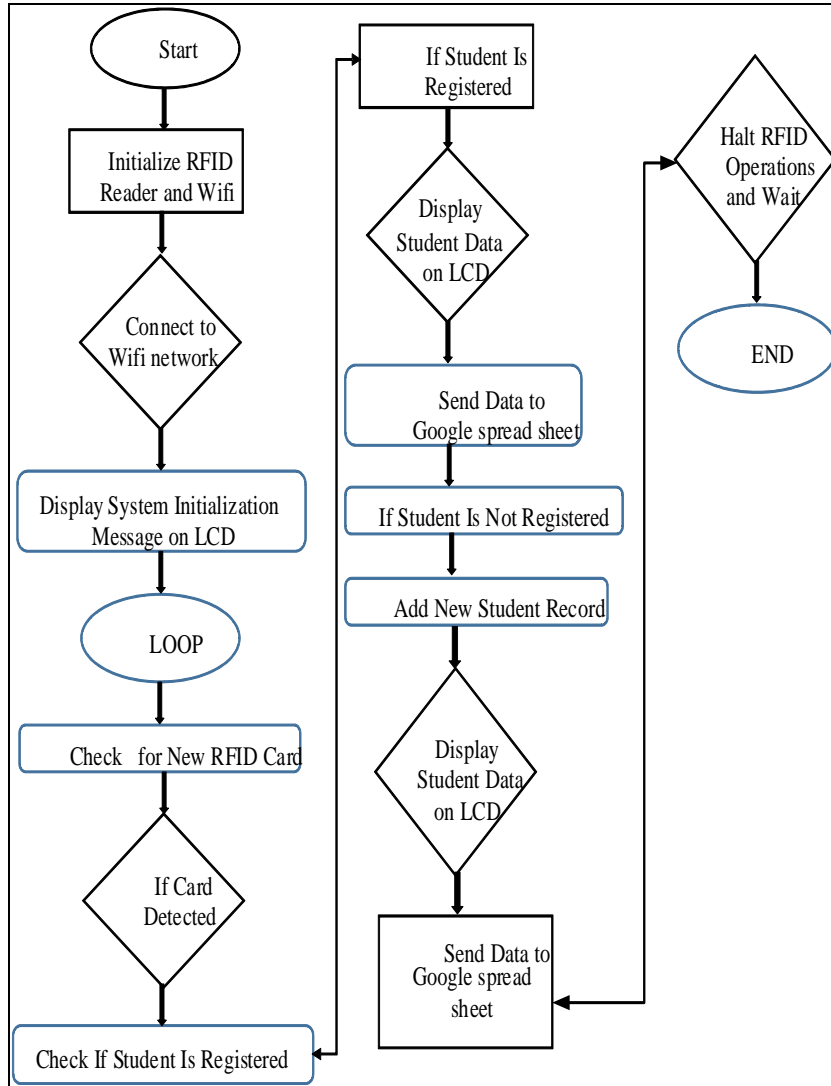 Start
Initialize RFID
Reader and Wifi
Connect to
Wifi network
Display System Initialization
Message on LCD
LOOP
Check for New RFID Card
If Card
Detected
Check If Student Is Registered
If Student Is
Registered
Display
Student Data
on LCD
Send Data to
Google spread sheet
If Student Is Not Registered
Add New Student Record
Display
Student Data
on LCD
Send Data to
Google spread
sheet
Halt RFID
Operations
and Wait
END